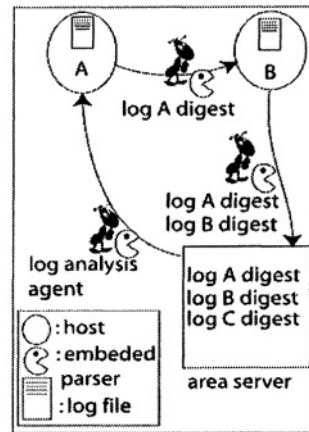 A
B
log A digest
log A digest
log B digest
log analysis
agent
log A digest
log B digest
log C digest
area server
: host
: embeded
parser
: log file